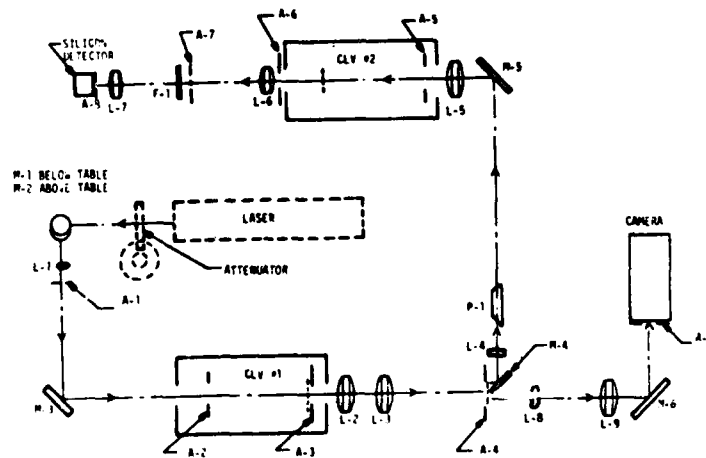 A-6
A-5
A-7
SILICON
DETECTOR
CLV #2
M-5
A-8
L-7
F-1
L-6
L-5
M-1 BELOW TABLE
M-2 ABOVE TABLE
LASER
CAMERA
ATTENUATOR
L-1
A-1
P-1
L-4
M-4
A-
CLV #1
M-3
L-2
L-3
L-8
L-9
M-6
A-2
A-3
A-4